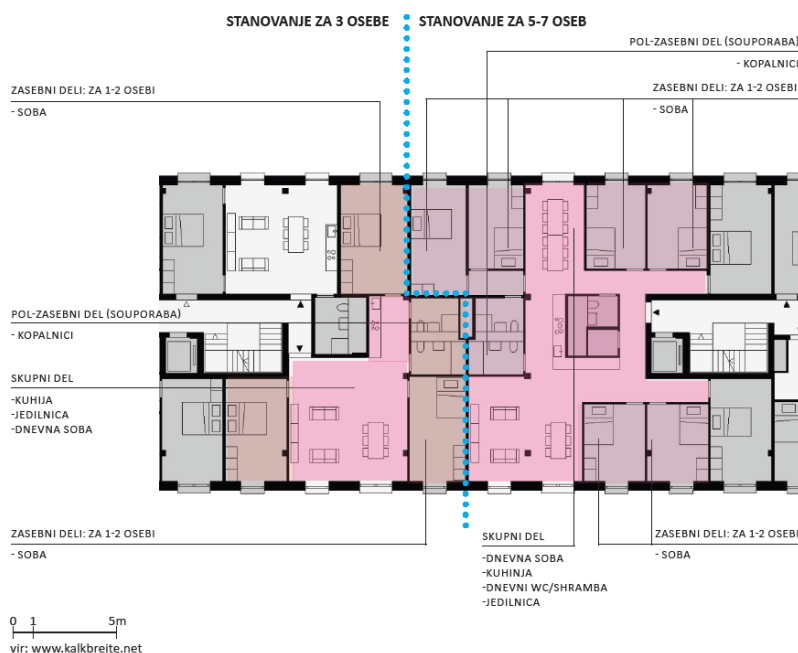 STANOVANJE ZA 3 OSEBE
STANOVANJE ZA 5-7 OSEB
POL-ZASEBNI DEL (SOUPORABA)
- KOPALNICI
ZASEBNI DELI: ZA 1-2 OSEBI
- SOBA
ZASEBNI DELI: ZA 1-2 OSEBI
- SOBA
POL-ZASEBNI DEL (SOUPORABA)
- KOPALNICI
SKUPNI DEL
-KUHIJA
-JEDILNICA
-DNEVNA SOBA
ZASEBNI DELI: ZA 1-2 OSEBI
- SOBA
SKUPNI DEL
-DNEVNA SOBA
-KUHINJA
-DNEVNI WC/SHRAMBA
-JEDILNICA
ZASEBNI DELI: ZA 1-2 OSEBI
- SOBA
0 1 5m
vir: www.kalkbreite.net